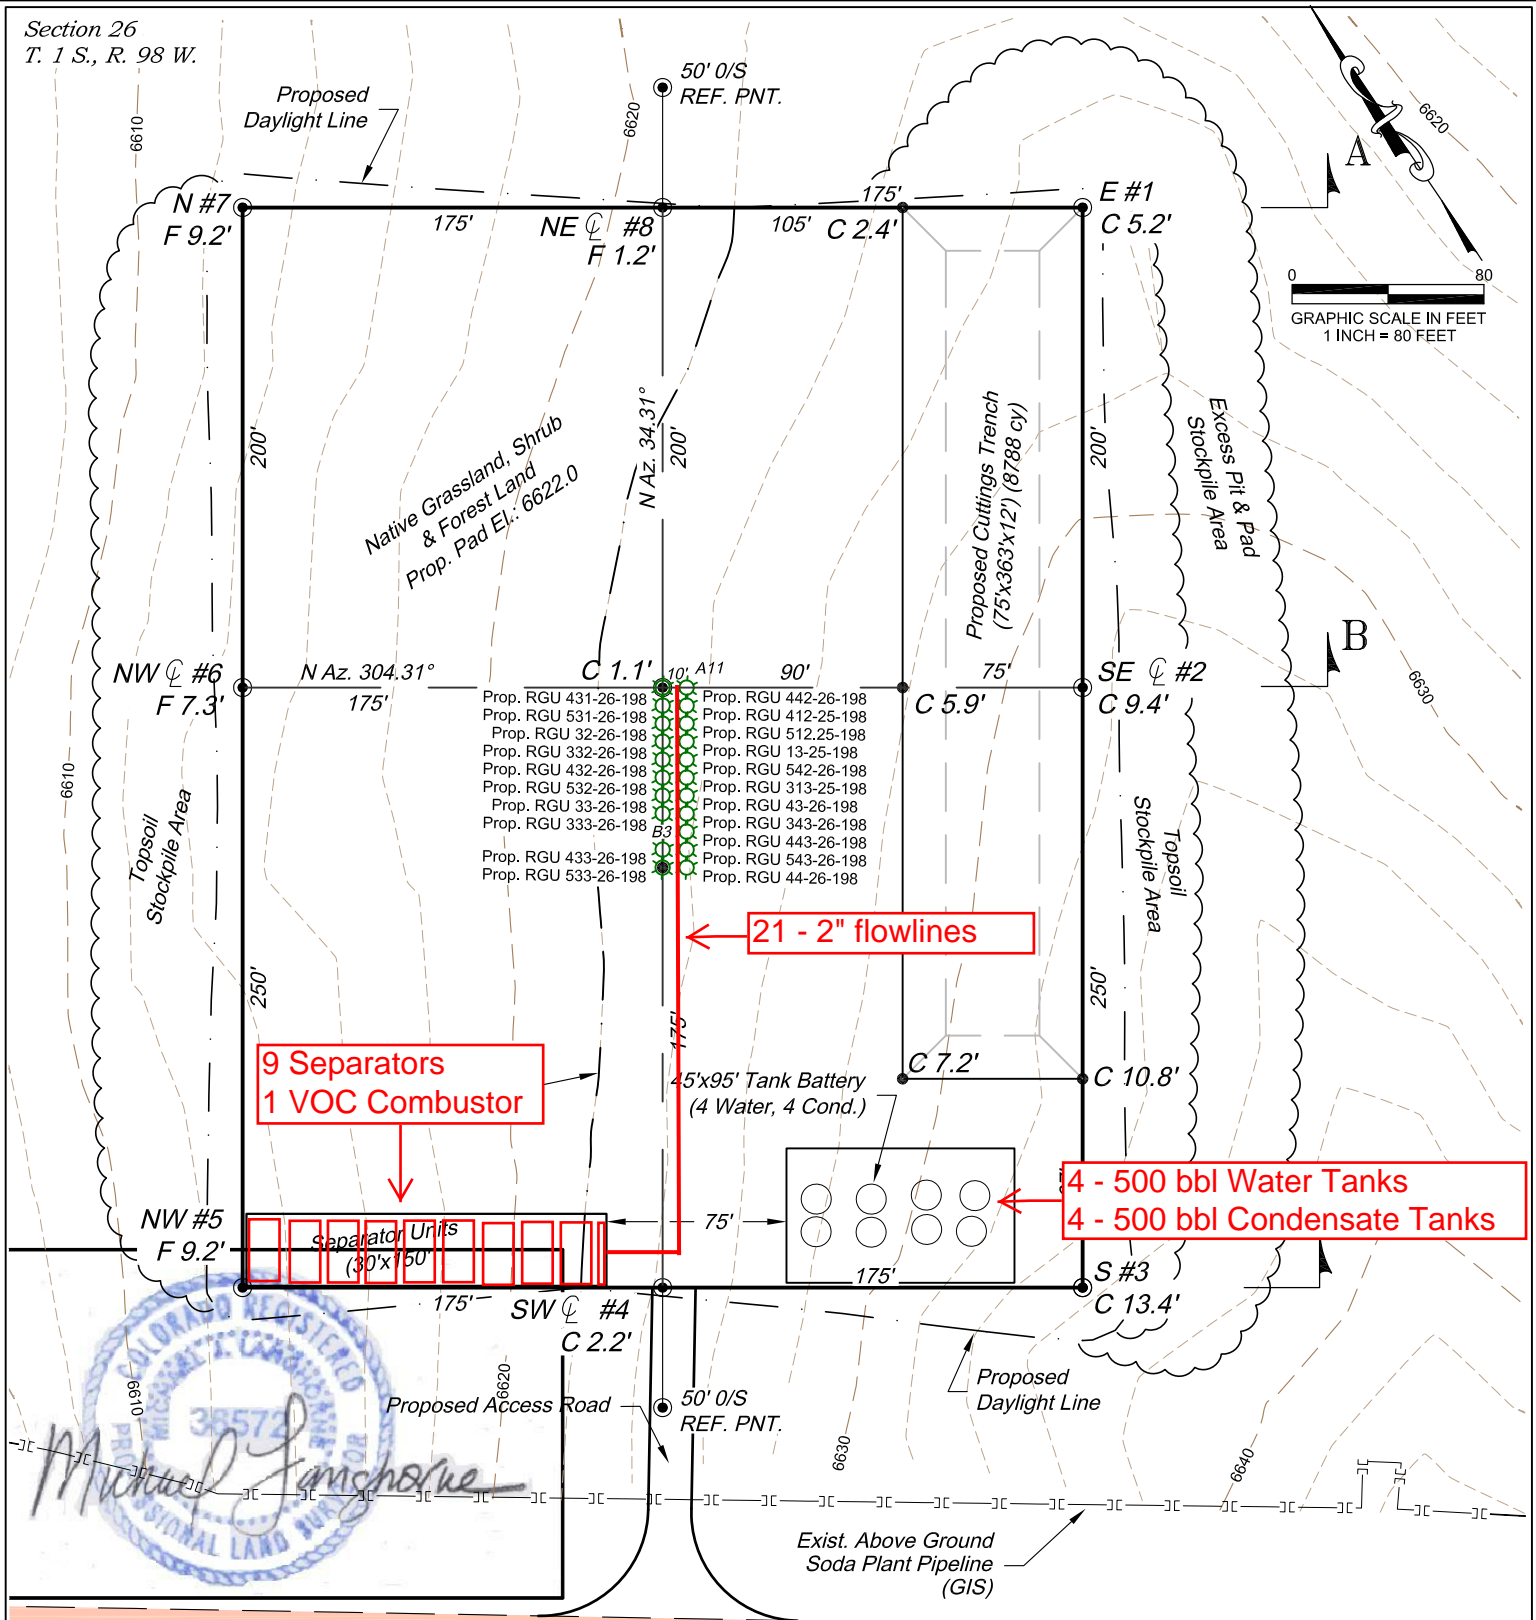 Section 26
T. 1 S., R. 98 W.
Proposed
Daylight Line
6610
6620
50' 0/S
REF. PNT.
6620
A
N #7
F 9.2'
175'
NE ℄ #8
F 1.2'
105'
175'
C 2.4'
E #1
C 5.2'
0 80
GRAPHIC SCALE IN FEET
1 INCH = 80 FEET
200'
Native Grassland, Shrub
& Forest Land
Prop. Pad El.: 6622.0
N Az. 34.31°
200'
Proposed Cuttings Trench
(75'x363'x12') (8788 cy)
200'
Excess Pit & Pad
Stockpile Area
B
NW ℄ #6
F 7.3'
N Az. 304.31°
175'
C 1.1'
10'
A11
90'
C 5.9'
75'
SE ℄ #2
C 9.4'
6630
6610
Prop. RGU 431-26-198
Prop. RGU 531-26-198
Prop. RGU 32-26-198
Prop. RGU 332-26-198
Prop. RGU 432-26-198
Prop. RGU 532-26-198
Prop. RGU 33-26-198
Prop. RGU 333-26-198
B3
Prop. RGU 433-26-198
Prop. RGU 533-26-198
Prop. RGU 442-26-198
Prop. RGU 412-25-198
Prop. RGU 512.25-198
Prop. RGU 13-25-198
Prop. RGU 542-26-198
Prop. RGU 313-25-198
Prop. RGU 43-26-198
Prop. RGU 343-26-198
Prop. RGU 443-26-198
Prop. RGU 543-26-198
Prop. RGU 44-26-198
Topsoil
Stockpile Area
Topsoil
Stockpile Area
21 - 2" flowlines
250'
250'
175'
9 Separators
1 VOC Combustor
45'x95' Tank Battery
(4 Water, 4 Cond.)
C 7.2'
C 10.8'
4 - 500 bbl Water Tanks
4 - 500 bbl Condensate Tanks
NW #5
F 9.2'
Separator Units
(30'x150'
75'
175'
S #3
C 13.4'
175'
SW ℄ #4
C 2.2'
COLORADO REGISTERED
MICHAEL J. LANGHORNE
36572
PROFESSIONAL LAND SURVEYOR
Michael Langhorne
6610
6620
Proposed Access Road
50' 0/S
REF. PNT.
Proposed
Daylight Line
6630
6640
Exist. Above Ground
Soda Plant Pipeline
(GIS)